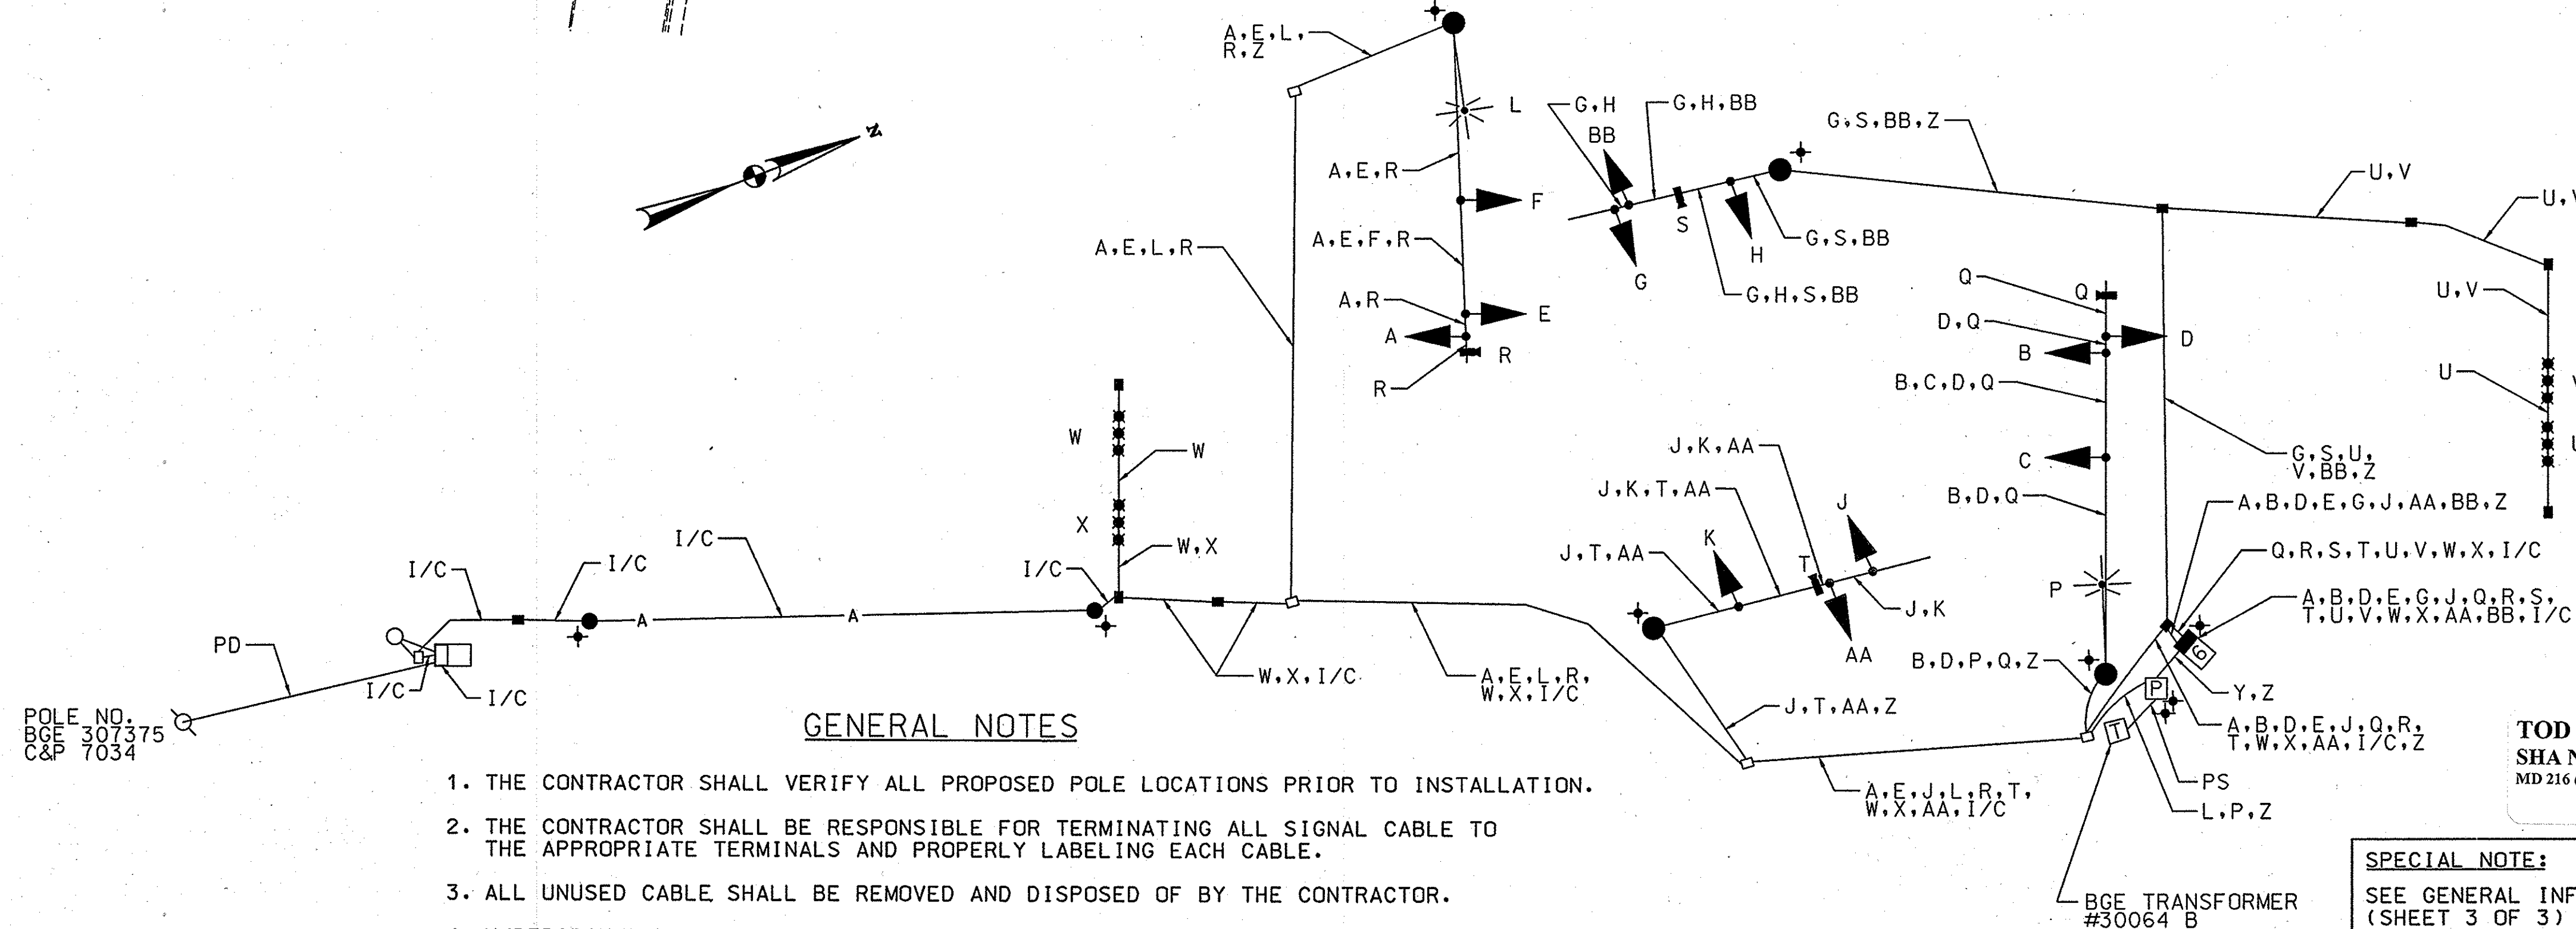 A,E,L,
R,Z
L
G,H
BB
G,H,BB
G,S,BB,Z
N
A,E,R
F
U,V
U,V
S
H
G,S,BB
A,E,L,R
A,E,F,R
G
G,H,S,BB
Q
Q
U,V
A,R
E
D,Q
A
D
R
B
R
B,C,D,Q
U
W
W
J,K,AA
C
G,S,U,
V,BB,Z
J,K,T,AA
B,D,Q
J
A,B,D,E,G,J,AA,BB,Z
X
W,X
I/C
I/C
I/C
I/C
J,T,AA
K
T
Q,R,S,T,U,V,W,X,I/C
P
A,B,D,E,G,J,Q,R,S,
T,U,V,W,X,AA,BB,I/C
J,K
A
A
6
PD
I/C
I/C
W,X,I/C
A,E,L,R,
W,X,I/C
AA
B,D,P,Q,Z
P
Y,Z
POLE NO.
BGE 307375
C&P 7034
J,T,AA,Z
T
A,B,D,E,J,Q,R,
T,W,X,AA,I/C,Z
TOD
SHA
MD 216
PS
A,E,J,L,R,T,
W,X,AA,I/C
L,P,Z
GENERAL NOTES
1. THE CONTRACTOR SHALL VERIFY ALL PROPOSED POLE LOCATIONS PRIOR TO INSTALLATION.
2. THE CONTRACTOR SHALL BE RESPONSIBLE FOR TERMINATING ALL SIGNAL CABLE TO
THE APPROPRIATE TERMINALS AND PROPERLY LABELING EACH CABLE.
3. ALL UNUSED CABLE SHALL BE REMOVED AND DISPOSED OF BY THE CONTRACTOR.
BGE TRANSFORMER
#30064 B
SPECIAL NOTE:
SEE GENERAL INF
(SHEET 3 OF 3)